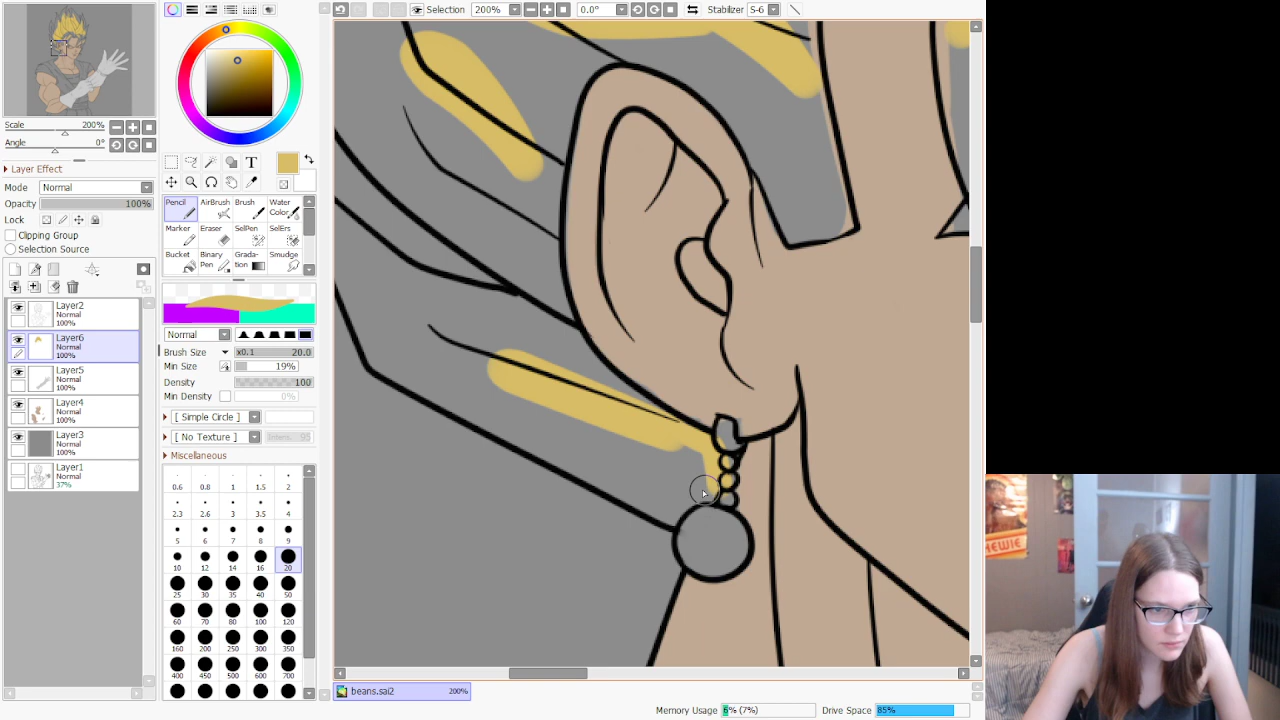 Selection 200% 0.0° Stabilizer S-6
Scale 200%
Angle 0°
Layer Effect
Mode Normal
Opacity 100%
Lock
Clipping Group
Selection Source
Layer2
Normal
100%
Layer6
Normal
100%
Layer5
Normal
100%
Layer4
Normal
100%
Layer3
Normal
100%
Layer1
Normal
37%
T
Pencil AirBrush Brush Water Color
Marker Eraser SelPen SelErs
Bucket Binary Pen Grada-tion Smudge
Normal
Brush Size x0.1 20.0
Min Size 19%
Density 100
Min Density 0%
[ Simple Circle ]
[ No Texture ] 95
Miscellaneous
0.6 0.8 1 1.5 2
2.3 2.6 3 3.5 4
5 6 7 8 9
10 12 14 16 20
25 30 35 40 50
60 70 80 100 120
160 200 250 300 350
400 450 500 600 700
beans.sai2 200%
Memory Usage 6% (7%) Drive Space 85%
HEWIE